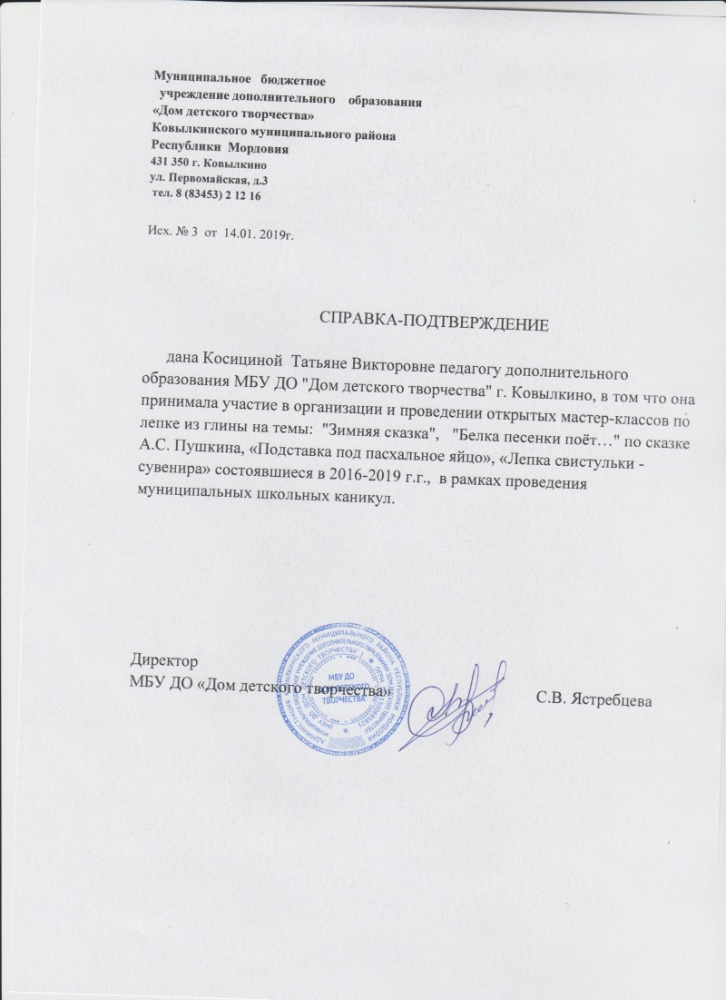 Муниципальное бюджетное
учреждение дополнительного образования
«Дом детского творчества»
Ковылкинского муниципального района
Республики Мордовия
431 350 г. Ковылкино
ул. Первомайская, д.3
тел. 8 (83453) 2 12 16
Исх. № 3 от 14.01. 2019г.
СПРАВКА-ПОДТВЕРЖДЕНИЕ
дана Косициной Татьяне Викторовне педагогу дополнительного
образования МБУ ДО "Дом детского творчества" г. Ковылкино, в том что она
принимала участие в организации и проведении открытых мастер-классов по
лепке из глины на темы: "Зимняя сказка", "Белка песенки поёт…" по сказке
А.С. Пушкина, «Подставка под пасхальное яйцо», «Лепка свистульки -
сувенира» состоявшиеся в 2016-2019 г.г., в рамках проведения
муниципальных школьных каникул.
Директор
МБУ ДО «Дом детского творчества»
С.В. Ястребцева
МБУ ДО
ДОМ ДЕТСКОГО
ТВОРЧЕСТВА